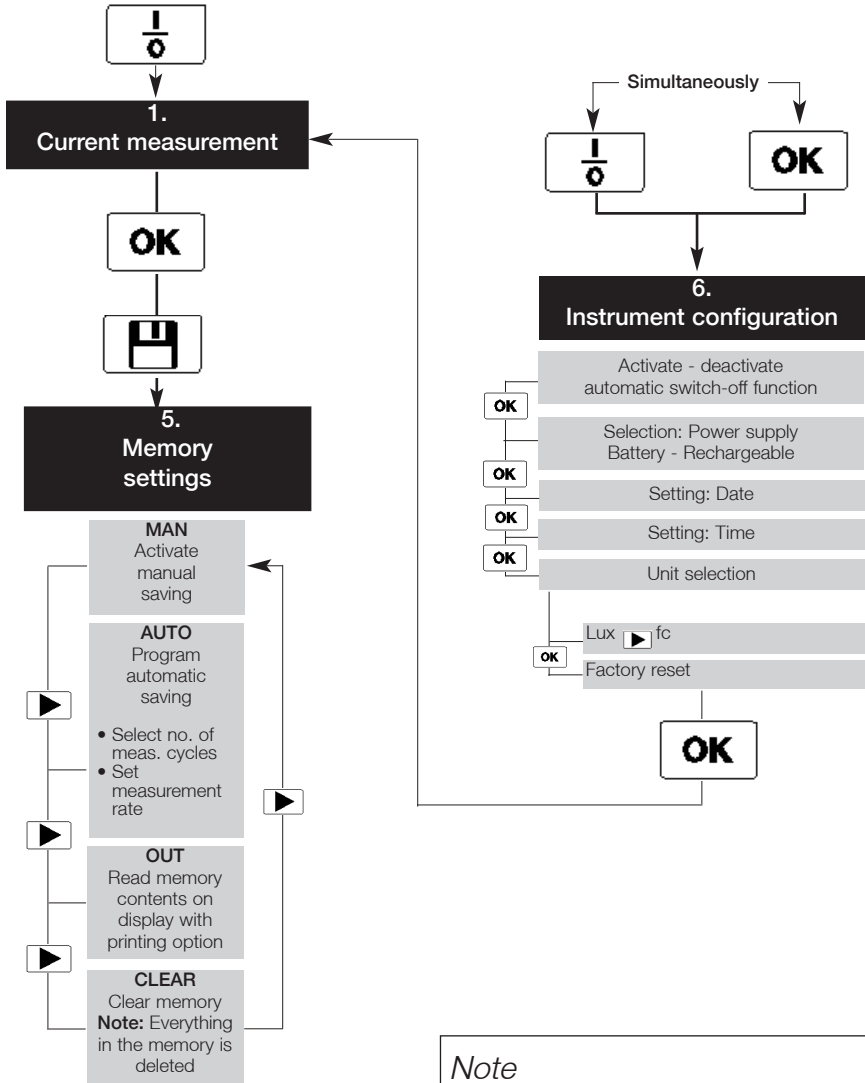 I
0
1.
Current measurement
OK
5.
Memory
settings
MAN
Activate
manual
saving
AUTO
Program
automatic
saving
• Select no. of
meas. cycles
• Set
measurement
rate
OUT
Read memory
contents on
display with
printing option
CLEAR
Clear memory
Note: Everything
in the memory is
deleted
Simultaneously
I
0
OK
6.
Instrument configuration
Activate - deactivate
automatic switch-off function
OK
Selection: Power supply
Battery - Rechargeable
OK
Setting: Date
OK
Setting: Time
OK
Unit selection
Lux fc
OK
Factory reset
OK
Note